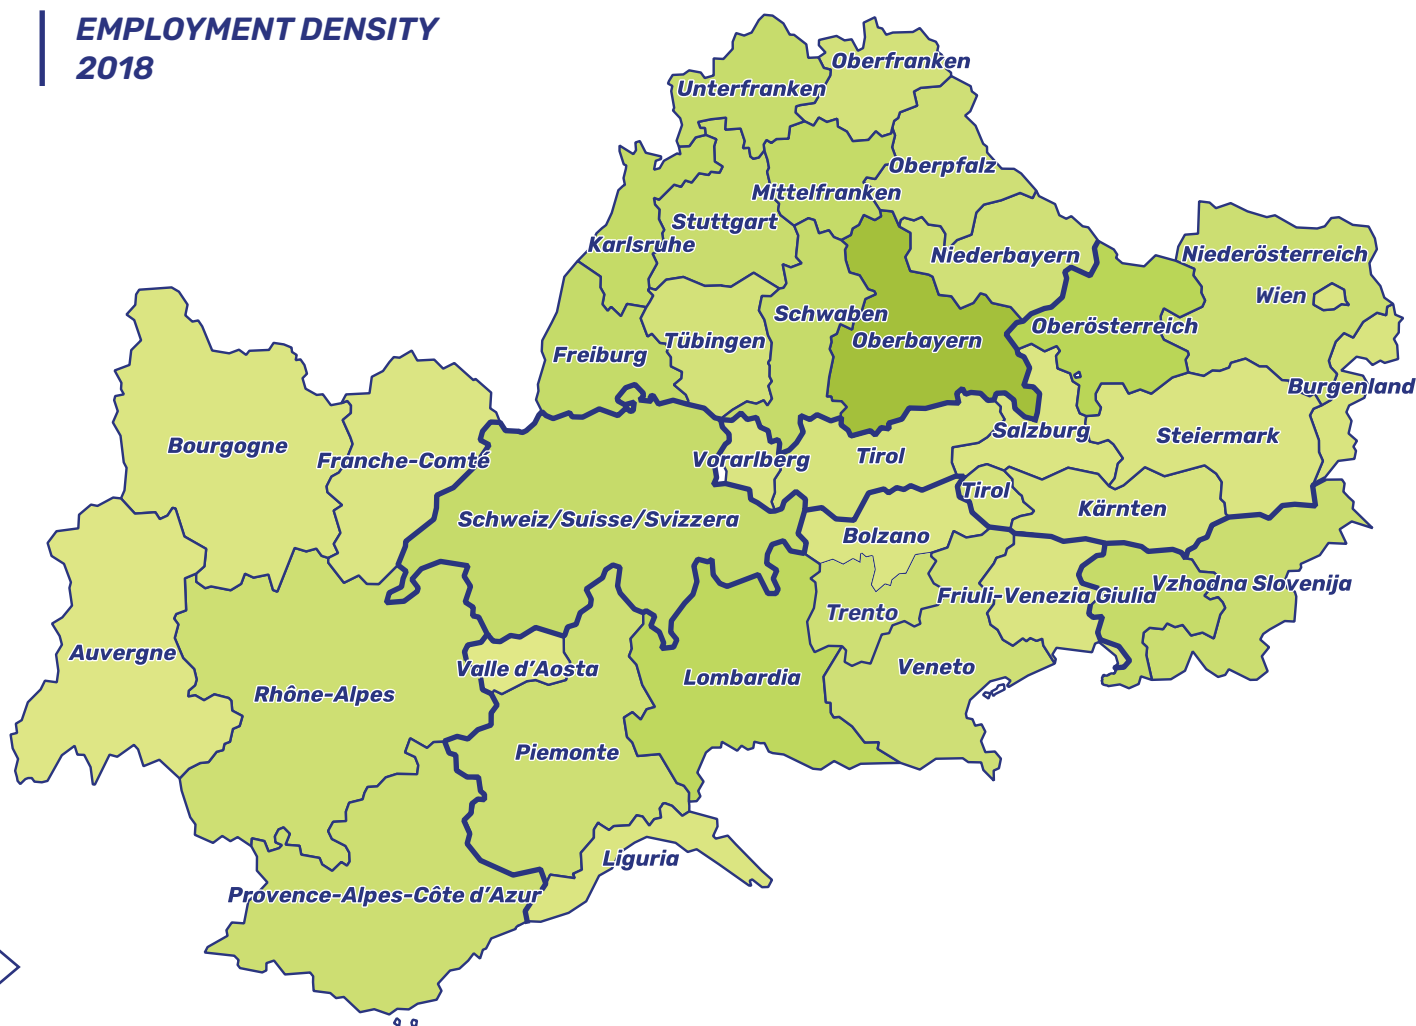 EMPLOYMENT DENSITY
2018
Oberfranken
Unterfranken
Oberpfalz
Mittelfranken
Stuttgart
Karlsruhe
Niederbayern
Niederösterreich
Wien
Schwaben
Oberösterreich
Tübingen
Oberbayern
Freiburg
Burgenland
Salzburg
Steiermark
Bourgogne
Franche-Comté
Vorarlberg
Tirol
Tirol
Kärnten
Schweiz/Suisse/Svizzera
Bolzano
Vzhodna Slovenija
Friuli-Venezia Giulia
Trento
Auvergne
Valle d'Aosta
Veneto
Lombardia
Rhône-Alpes
Piemonte
Liguria
Provence-Alpes-Côte d'Azur